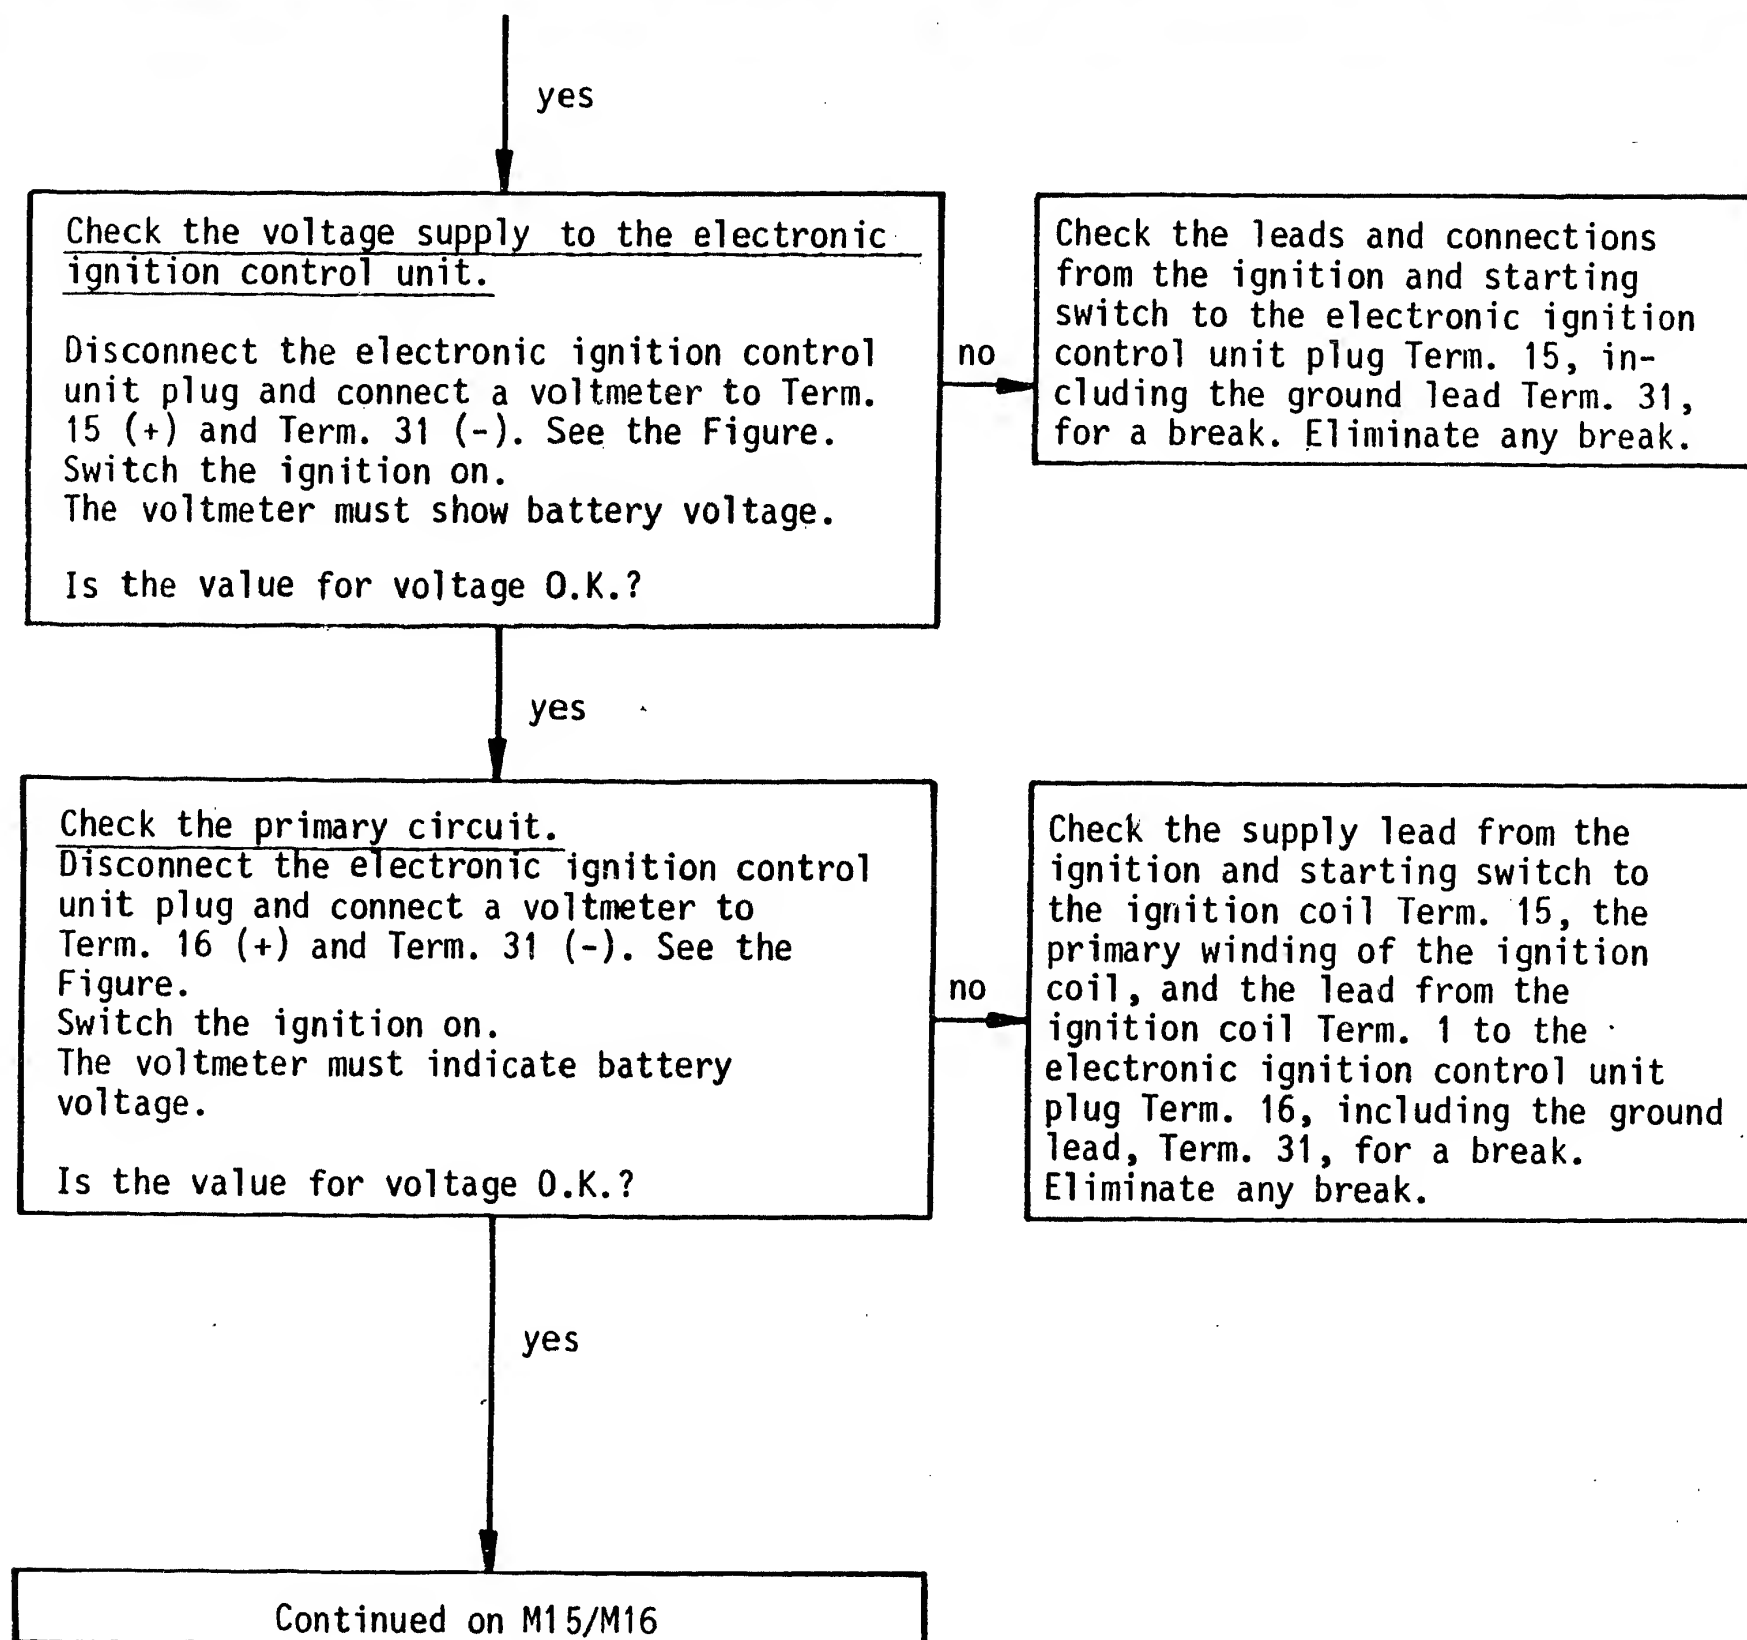 yes
Check the voltage supply to the electronic
ignition control unit.
Disconnect the electronic ignition control
unit plug and connect a voltmeter to Term.
15 (+) and Term. 31 (-). See the Figure.
Switch the ignition on.
The voltmeter must show battery voltage.
Is the value for voltage O.K.?
no
Check the leads and connections
from the ignition and starting
switch to the electronic ignition
control unit plug Term. 15, in-
cluding the ground lead Term. 31,
for a break. Eliminate any break.
yes
Check the primary circuit.
Disconnect the electronic ignition control
unit plug and connect a voltmeter to
Term. 16 (+) and Term. 31 (-). See the
Figure.
Switch the ignition on.
The voltmeter must indicate battery
voltage.
Is the value for voltage O.K.?
no
Check the supply lead from the
ignition and starting switch to
the ignition coil Term. 15, the
primary winding of the ignition
coil, and the lead from the
ignition coil Term. 1 to the
electronic ignition control unit
plug Term. 16, including the ground
lead, Term. 31, for a break.
Eliminate any break.
yes
Continued on M15/M16